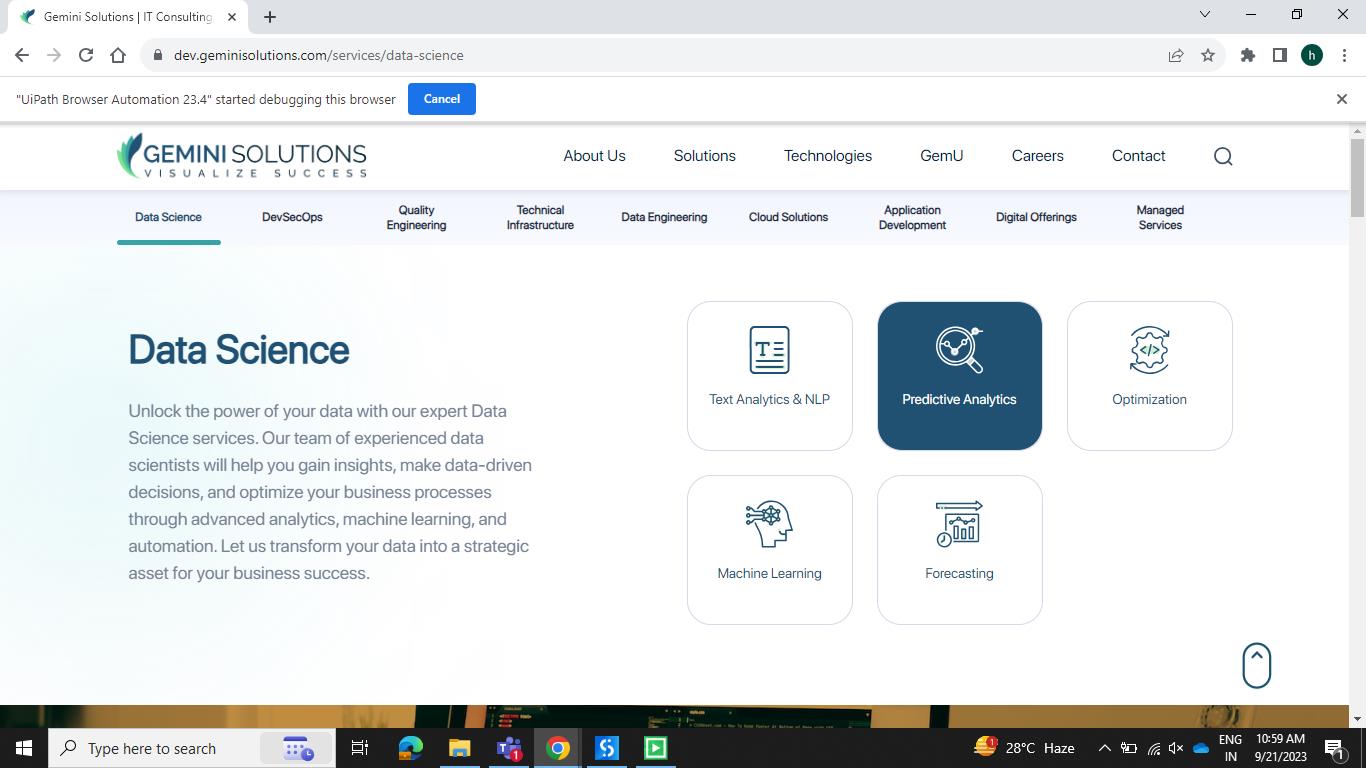 Gemini Solutions | IT Consulting
dev.geminisolutions.com/services/data-science
h
"UiPath Browser Automation 23.4" started debugging this browser
Cancel
GEMINI SOLUTIONS
VISUALIZE SUCCESS
About Us
Solutions
Technologies
GemU
Careers
Contact
Data Science
DevSecOps
Quality
Engineering
Technical
Infrastructure
Data Engineering
Cloud Solutions
Application
Development
Digital Offerings
Managed
Services
Data Science
Unlock the power of your data with our expert Data
Science services. Our team of experienced data
scientists will help you gain insights, make data-driven
decisions, and optimize your business processes
through advanced analytics, machine learning, and
automation. Let us transform your data into a strategic
asset for your business success.
Text Analytics & NLP
Predictive Analytics
Optimization
Machine Learning
Forecasting
Type here to search
1
1
28°C Haze
ENG
IN
10:59 AM
9/21/2023
1